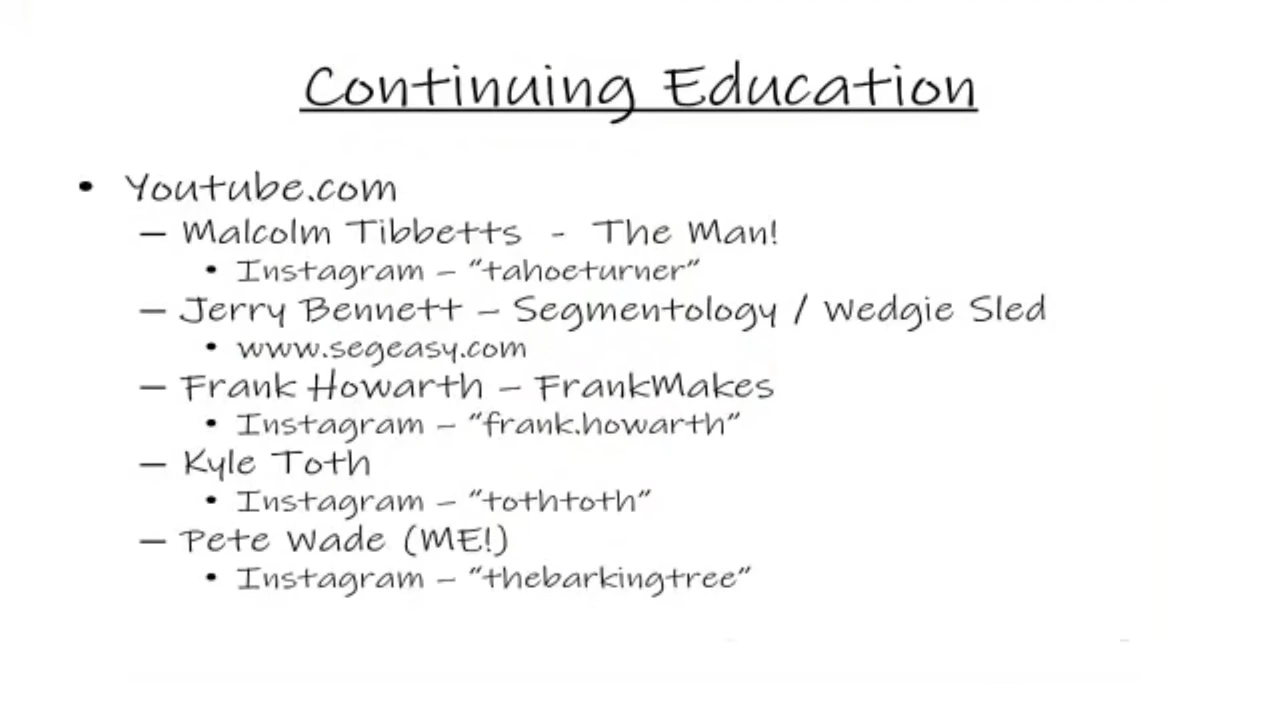 Continuing Education
• Youtube.com
– Malcolm Tibbetts - The Man!
• Instagram – "tahoeturner"
– Jerry Bennett – Segmentology / Wedgie Sled
• www.segeasy.com
– Frank Howarth – FrankMakes
• Instagram – "frank.howarth"
– Kyle Toth
• Instagram – "tothtoth"
– Pete Wade (ME!)
• Instagram – "thebarkingtree"